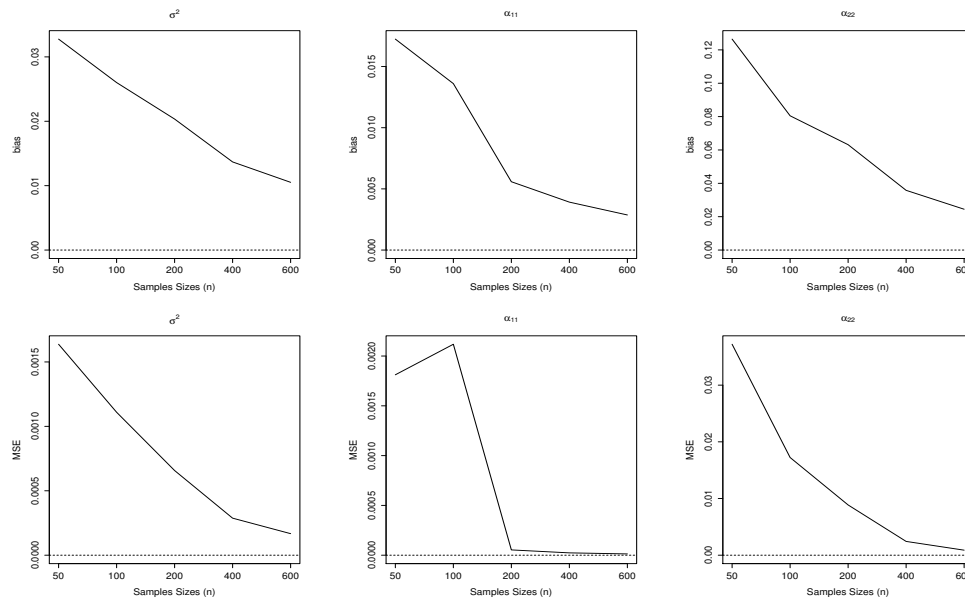 σ²
bias
0.00 0.01 0.02 0.03
50 100 200 400 600
Samples Sizes (n)
α₁₁
bias
0.000 0.005 0.010 0.015
50 100 200 400 600
Samples Sizes (n)
α₂₂
bias
0.00 0.02 0.04 0.06 0.08 0.10 0.12
50 100 200 400 600
Samples Sizes (n)
σ²
MSE
0.0000 0.0005 0.0010 0.0015
50 100 200 400 600
Samples Sizes (n)
α₁₁
MSE
0.0000 0.0005 0.0010 0.0015 0.0020
50 100 200 400 600
Samples Sizes (n)
α₂₂
MSE
0.00 0.01 0.02 0.03
50 100 200 400 600
Samples Sizes (n)